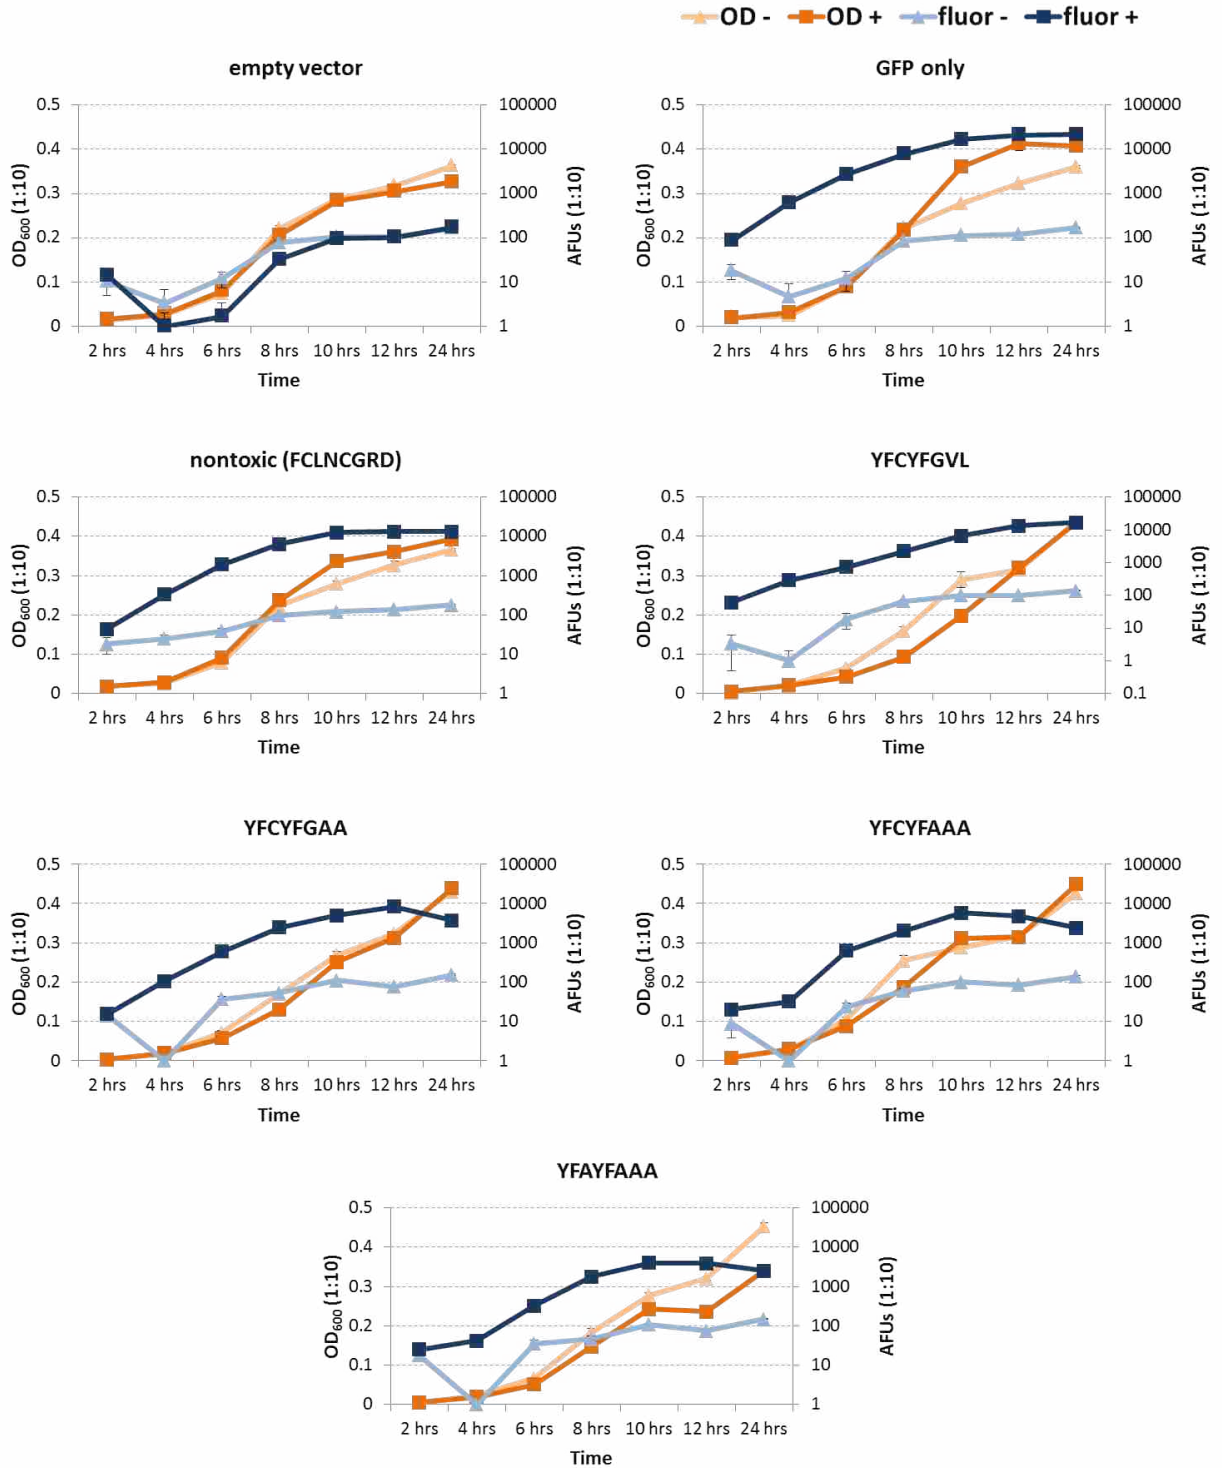 OD - OD + fluor - fluor +
empty vector
OD600 (1:10)
0.5
0.4
0.3
0.2
0.1
0
100000
10000
1000
100
10
1
AFUs (1:10)
2 hrs 4 hrs 6 hrs 8 hrs 10 hrs 12 hrs 24 hrs
Time
GFP only
OD600 (1:10)
0.5
0.4
0.3
0.2
0.1
0
100000
10000
1000
100
10
1
AFUs (1:10)
2 hrs 4 hrs 6 hrs 8 hrs 10 hrs 12 hrs 24 hrs
Time
nontoxic (FCLNCGRD)
OD600 (1:10)
0.5
0.4
0.3
0.2
0.1
0
100000
10000
1000
100
10
1
AFUs (1:10)
2 hrs 4 hrs 6 hrs 8 hrs 10 hrs 12 hrs 24 hrs
Time
YFCYFGVL
OD600 (1:10)
0.5
0.4
0.3
0.2
0.1
0
100000
10000
1000
100
10
1
0.1
AFUs (1:10)
2 hrs 4 hrs 6 hrs 8 hrs 10 hrs 12 hrs 24 hrs
Time
YFCYFGAA
OD600 (1:10)
0.5
0.4
0.3
0.2
0.1
0
100000
10000
1000
100
10
1
AFUs (1:10)
2 hrs 4 hrs 6 hrs 8 hrs 10 hrs 12 hrs 24 hrs
Time
YFCYFAAA
OD600 (1:10)
0.5
0.4
0.3
0.2
0.1
0
100000
10000
1000
100
10
1
AFUs (1:10)
2 hrs 4 hrs 6 hrs 8 hrs 10 hrs 12 hrs 24 hrs
Time
YFAYFAAA
OD600 (1:10)
0.5
0.4
0.3
0.2
0.1
0
100000
10000
1000
100
10
1
AFUs (1:10)
2 hrs 4 hrs 6 hrs 8 hrs 10 hrs 12 hrs 24 hrs
Time